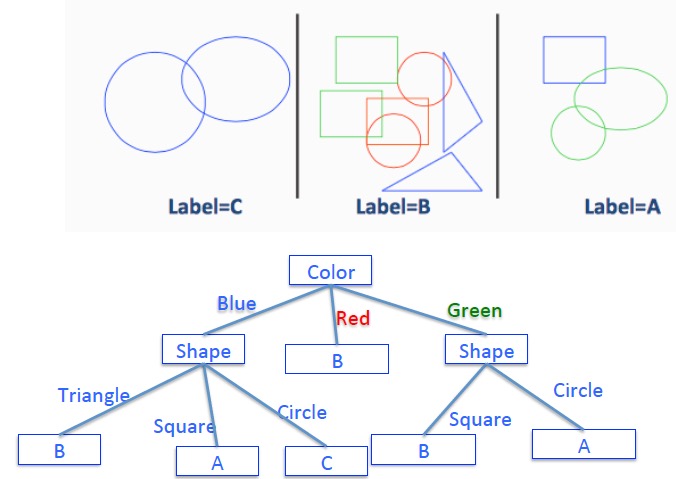 Label=C
Label=B
Label=A
Color
Blue
Red
Green
Shape
B
Shape
Triangle
Square
Circle
Square
Circle
B
A
C
B
A